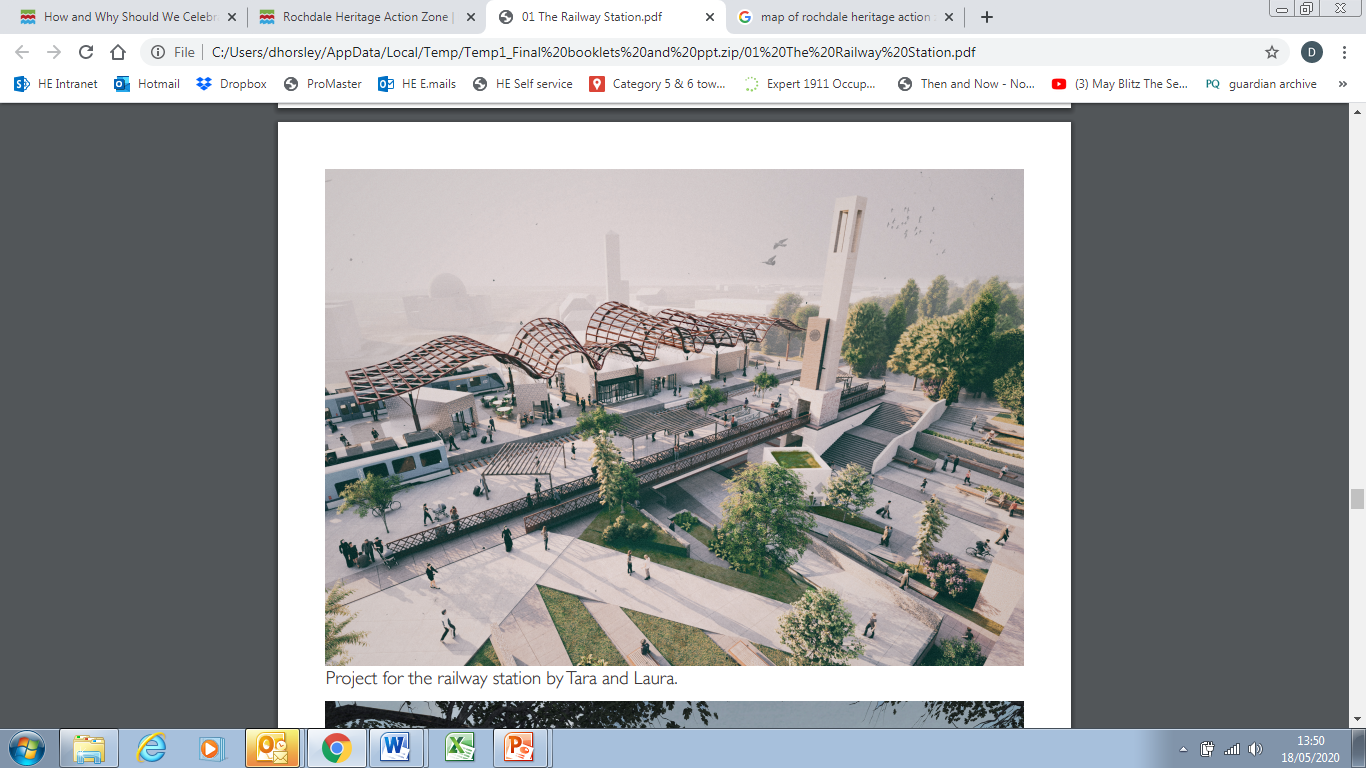 How and Why Should We Celebra
Rochdale Heritage Action Zone |
01 The Railway Station.pdf
map of rochdale heritage action
File
C:/Users/dhorsley/AppData/Local/Temp/Temp1_Final%20booklets%20and%20ppt.zip/01%20The%20Railway%20Station.pdf
D
HE Intranet
Hotmail
Dropbox
ProMaster
HE E.mails
HE Self service
Category 5 & 6 tow...
Expert 1911 Occup...
Then and Now - No...
(3) May Blitz The Se...
PQ guardian archive
»
Project for the railway station by Tara and Laura.
13:50
18/05/2020